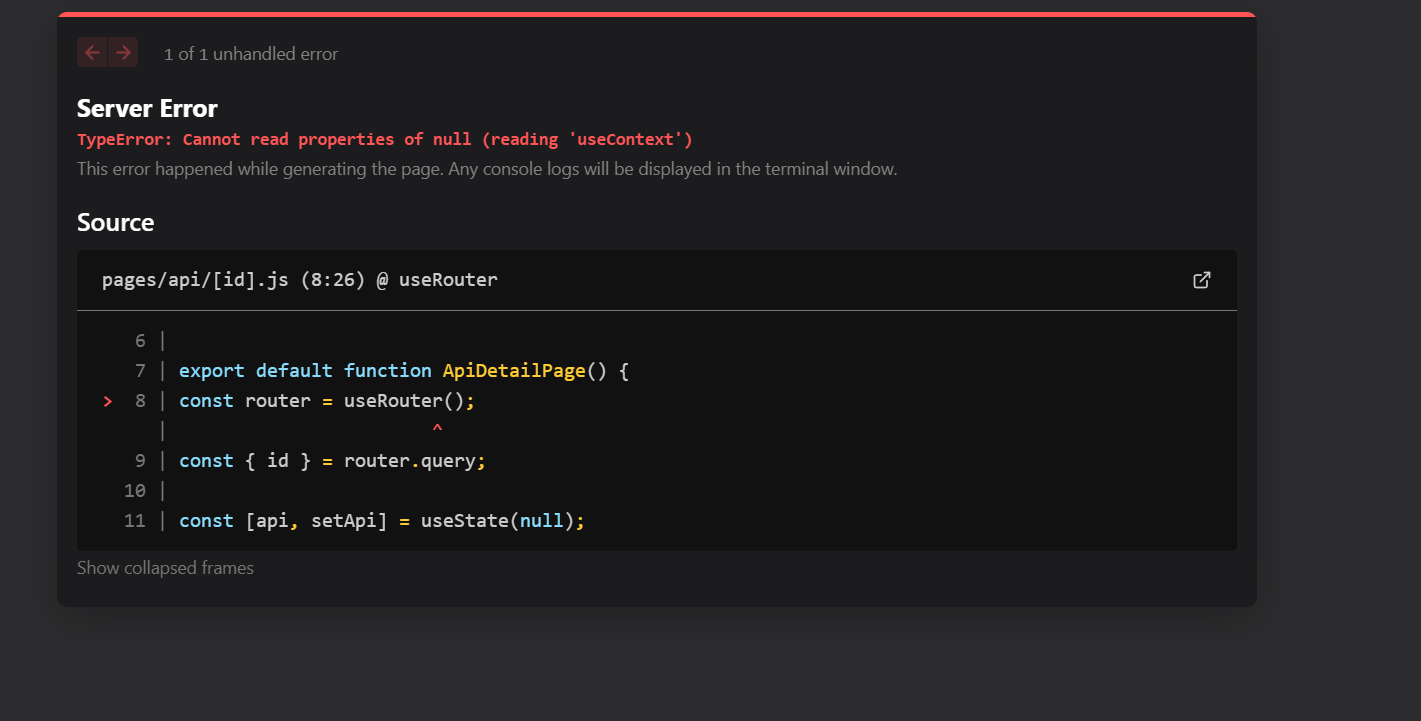 1 of 1 unhandled error
Server Error
TypeError: Cannot read properties of null (reading 'useContext')
This error happened while generating the page. Any console logs will be displayed in the terminal window.
Source
pages/api/[id].js (8:26) @ useRouter
6 |
7 | export default function ApiDetailPage() {
> 8 | const router = useRouter();
| ^
9 | const { id } = router.query;
10 |
11 | const [api, setApi] = useState(null);
Show collapsed frames